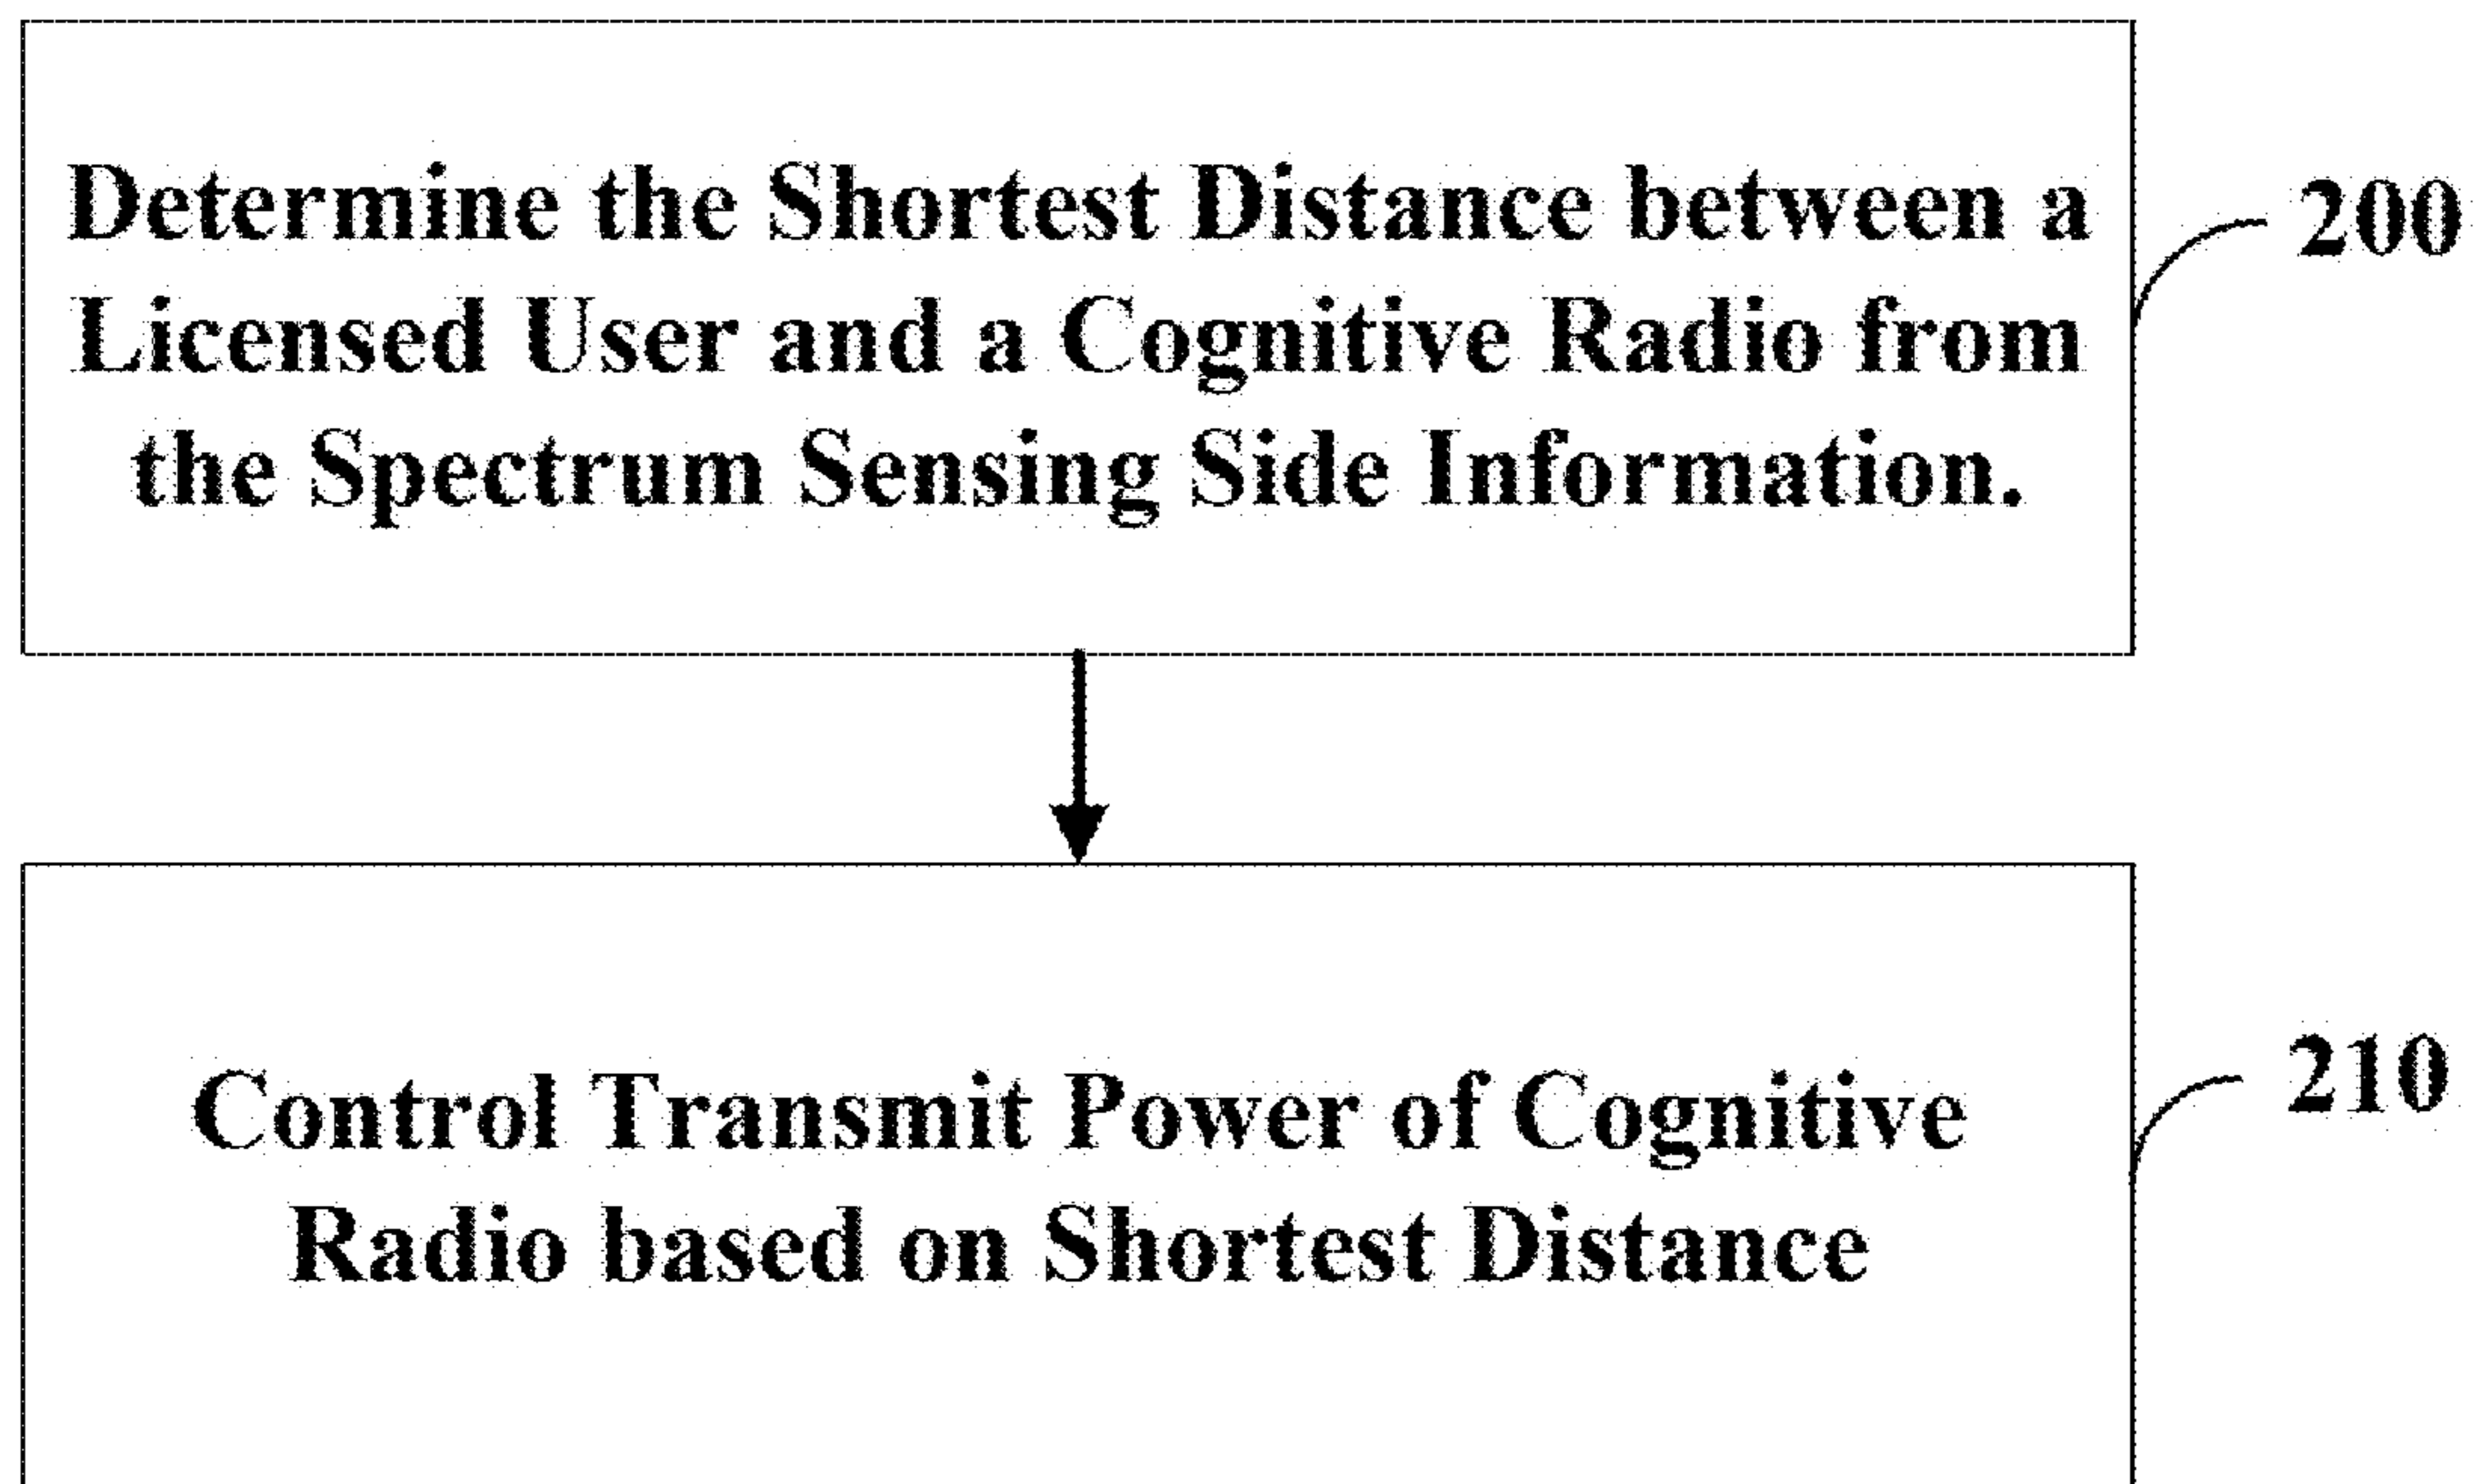 Determine the Shortest Distance between a
Licensed User and a Cognitive Radio from
the Spectrum Sensing Side Information.
200
Control Transmit Power of Cognitive
Radio based on Shortest Distance
210